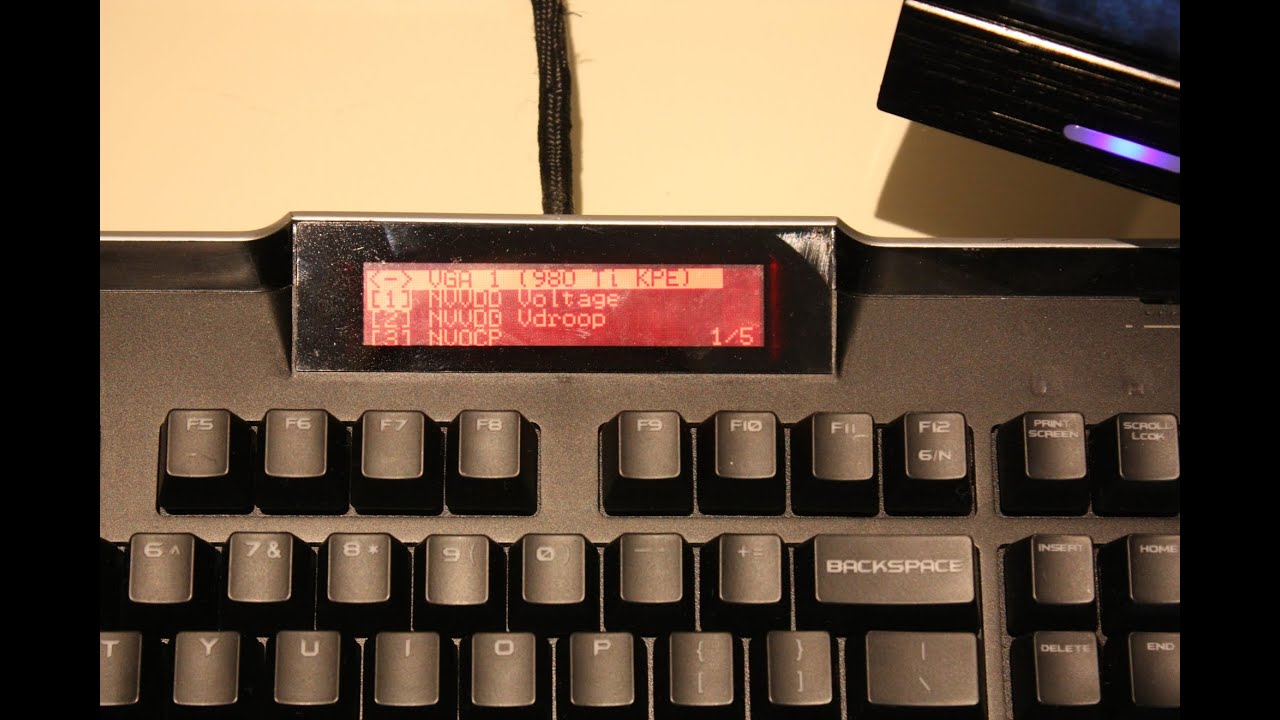 <-> VGA 1 (980 Ti KPE)
[1] NVVDD Voltage
[2] NVVDD Vdroop
[3] NVOCP 1/5
F5 F6 F7 F8 F9 F10 F11 F12 PRINT SCREEN SCROLL LCOK
6/N
6 ^ 7 & 8 * 9 ( 0 ) - + = BACKSPACE INSERT HOME
T Y U I O P { [ } ] | \ DELETE END